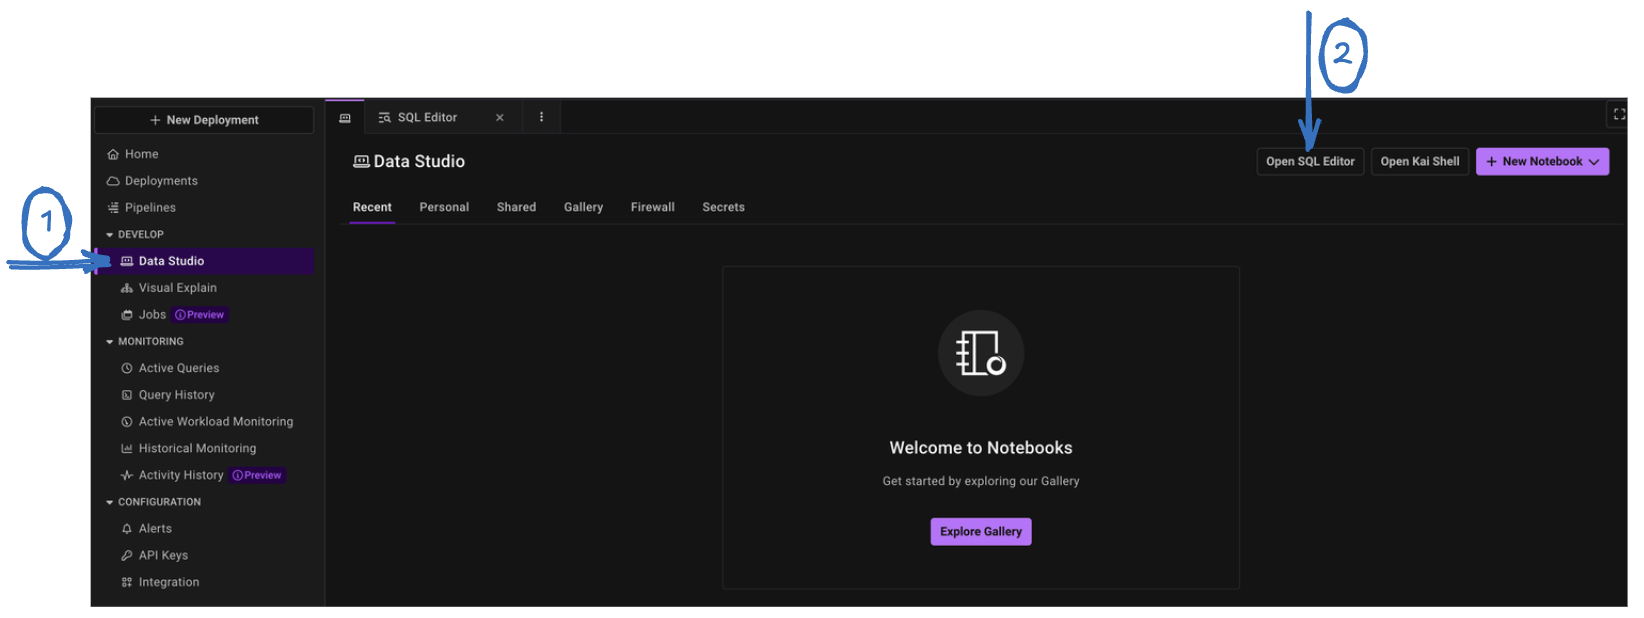 2
+ New Deployment
SQL Editor
Home
Data Studio
Open SQL Editor
Open Kai Shell
+ New Notebook
Deployments
Pipelines
Recent
Personal
Shared
Gallery
Firewall
Secrets
1
DEVELOP
Data Studio
Visual Explain
Jobs
Preview
MONITORING
Active Queries
Query History
Active Workload Monitoring
Historical Monitoring
Activity History
Preview
CONFIGURATION
Alerts
API Keys
Integration
Welcome to Notebooks
Get started by exploring our Gallery
Explore Gallery